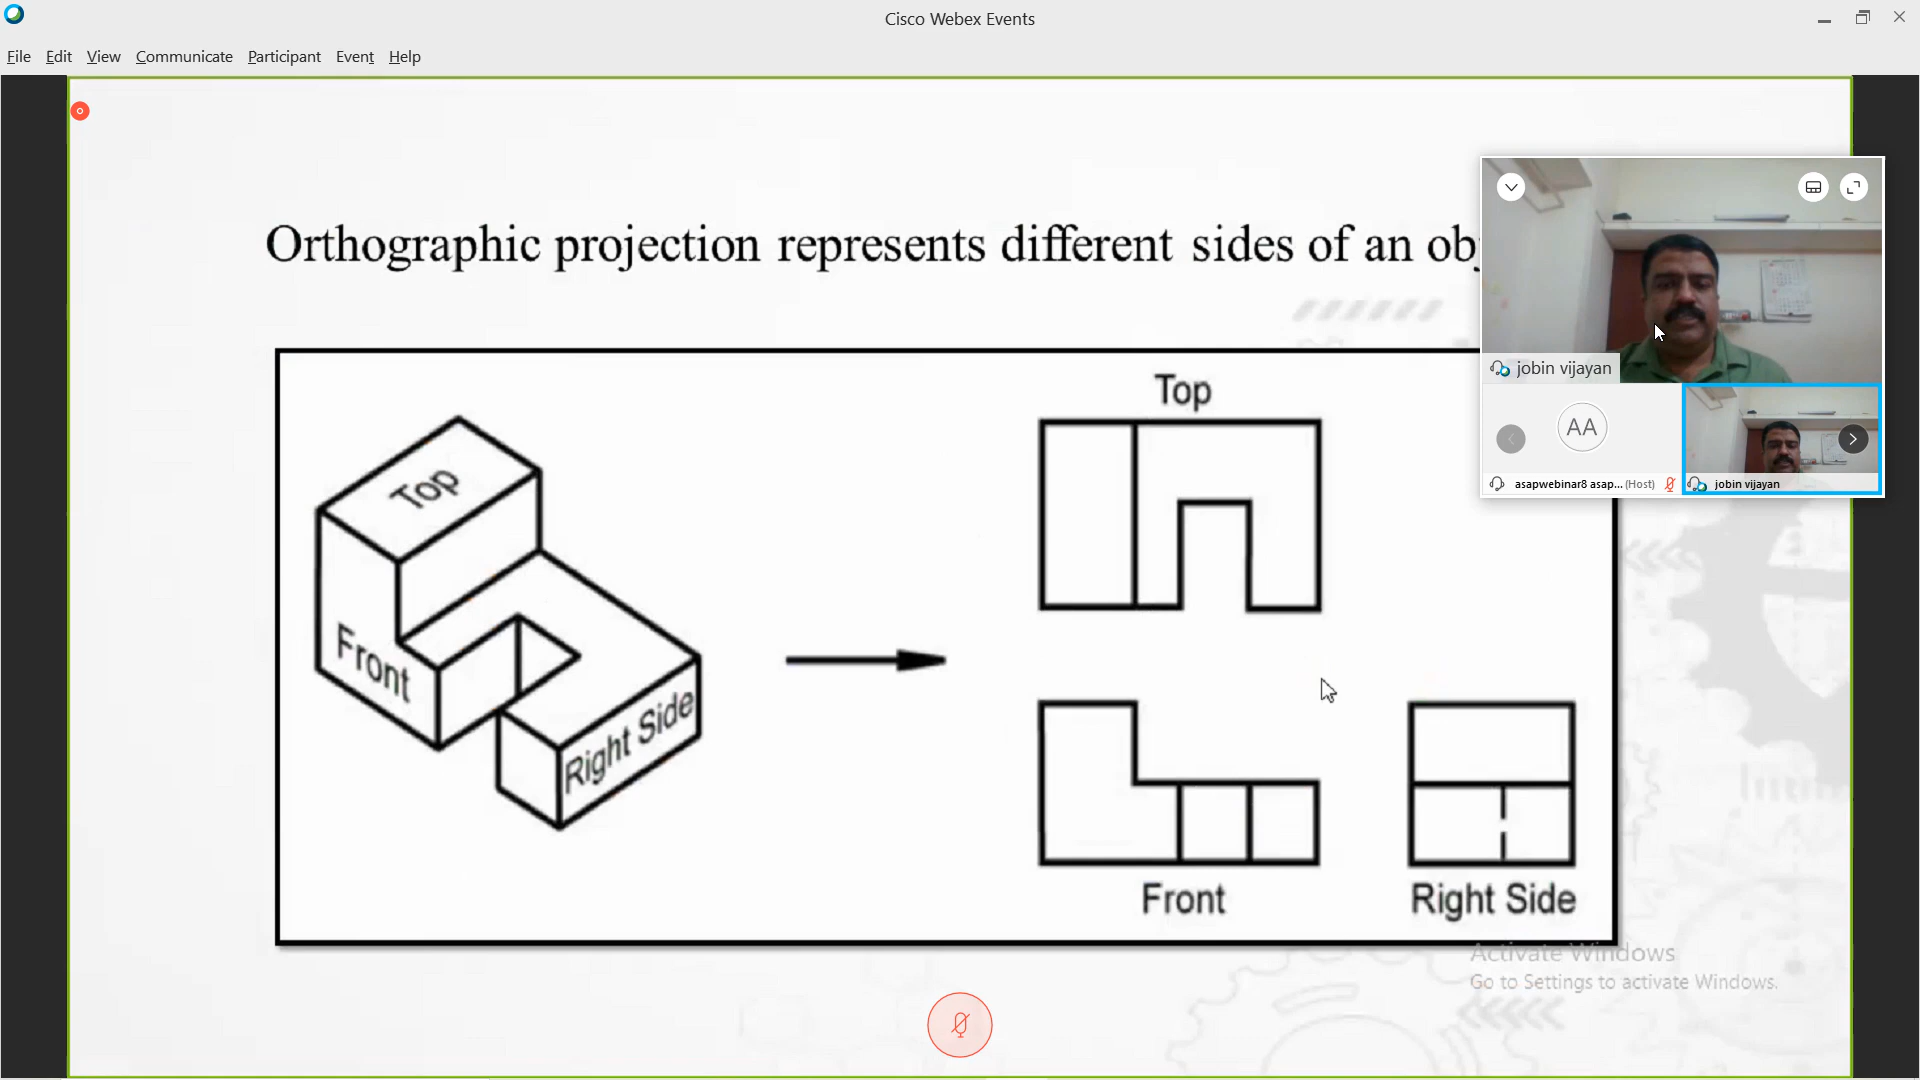 Cisco Webex Events
File Edit View Communicate Participant Event Help
Orthographic projection represents different sides of an
jobin vijayan
AA
asapwebinar8 asap... (Host)
jobin vijayan
Top
Top
Front
Right Side
Front
Right Side
Activate Windows
Go to Settings to activate Windows.